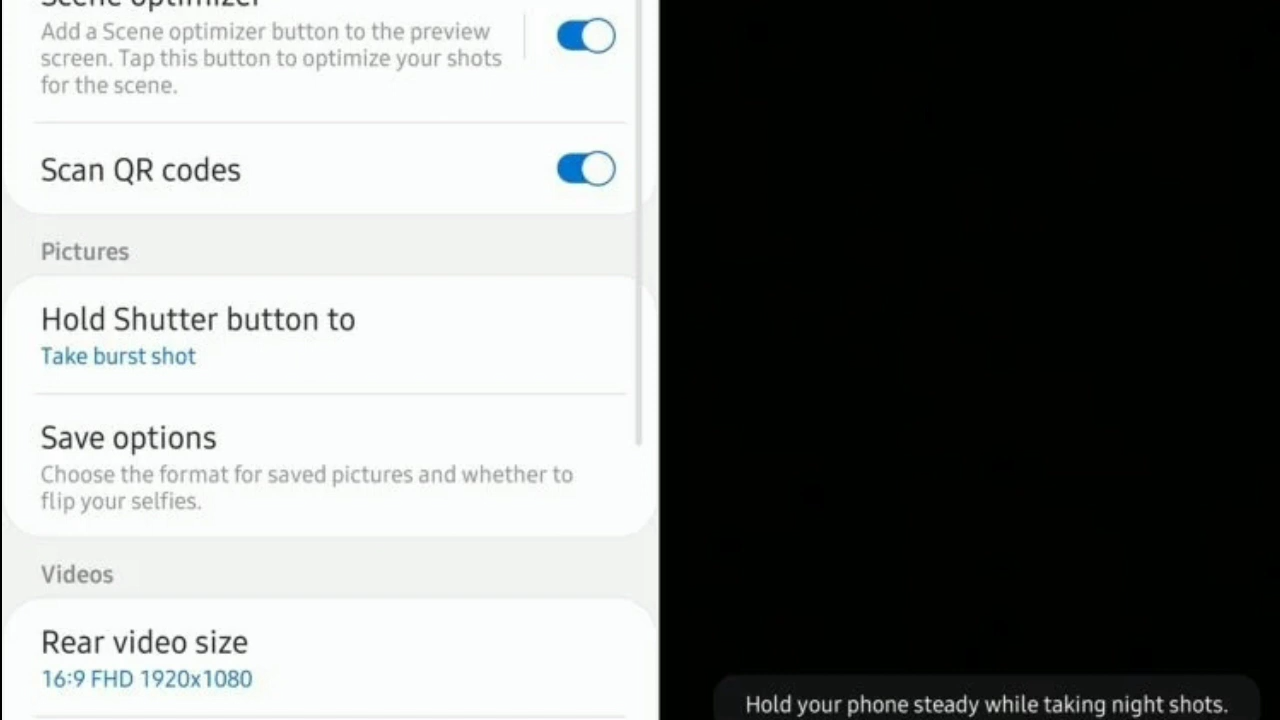 Scene optimizer
Add a Scene optimizer button to the preview
screen. Tap this button to optimize your shots
for the scene.
Scan QR codes
Pictures
Hold Shutter button to
Take burst shot
Save options
Choose the format for saved pictures and whether to
flip your selfies.
Videos
Rear video size
16:9 FHD 1920x1080
Hold your phone steady while taking night shots.